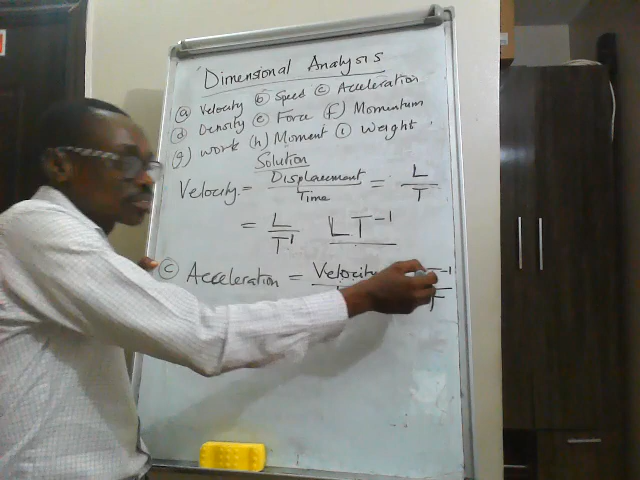 Dimensional Analysis
(a) Velocity (b) Speed (c) Acceleration
(d) Density (e) Force (f) Momentum
(g) Work (h) Moment (i) Weight
Solution
Velocity = Displacement / Time = L / T
= L / T¹ LT⁻¹
(c) Acceleration = Velocity